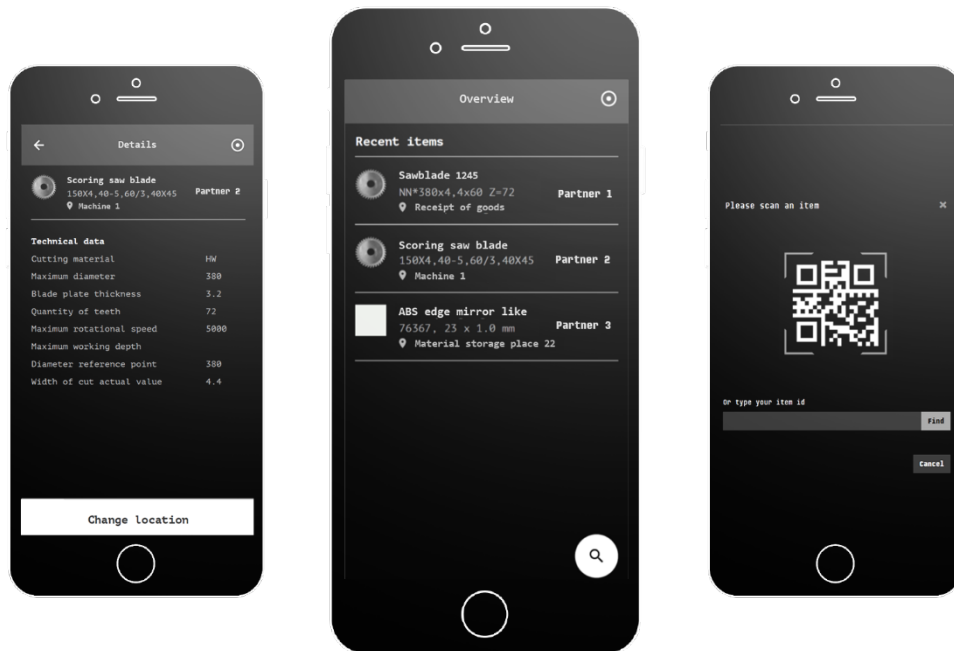 Details
Scoring saw blade
150X4,40-5,60/3,40X45
Partner 2
Machine 1
Technical data
Cutting material HW
Maximum diameter 380
Blade plate thickness 3.2
Quantity of teeth 72
Maximum rotational speed 5000
Maximum working depth
Diameter reference point 380
Width of cut actual value 4.4
Change location
Overview
Recent items
Sawblade 1245
NN*380x4,4x60 Z=72
Partner 1
Receipt of goods
Scoring saw blade
150X4,40-5,60/3,40X45
Partner 2
Machine 1
ABS edge mirror like
76367, 23 x 1.0 mm
Partner 3
Material storage place 22
Please scan an item
Or type your item id
Find
Cancel